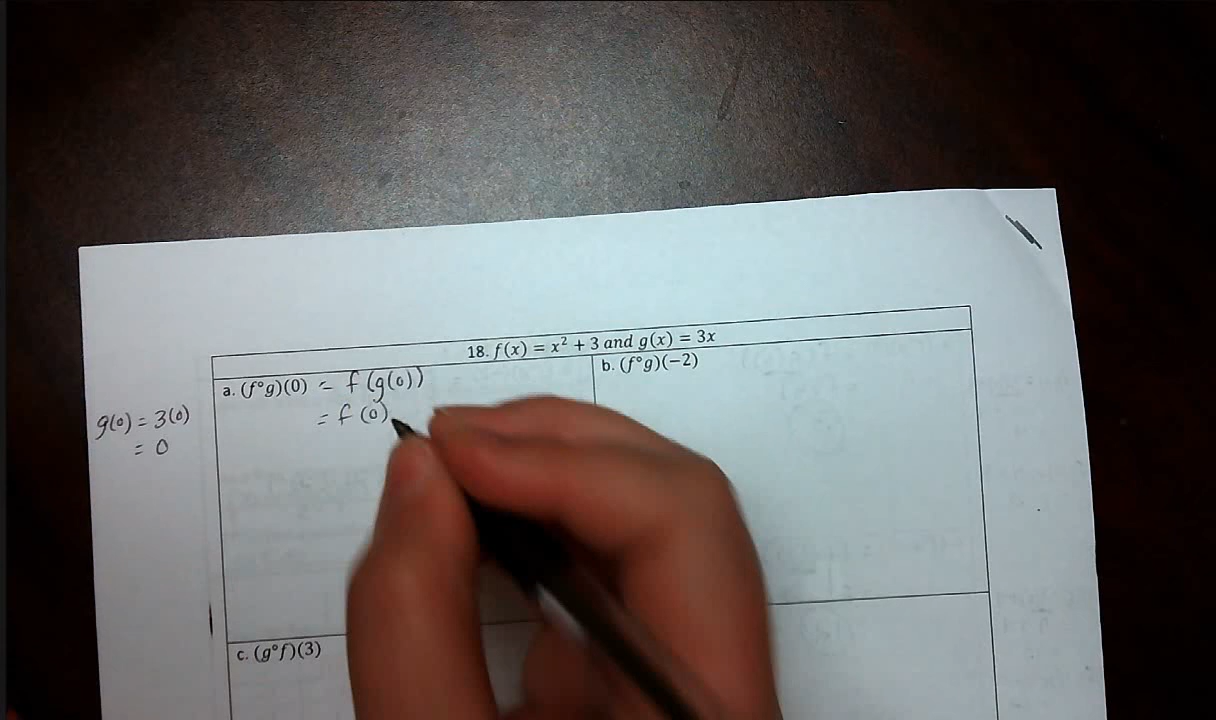 18. f(x) = x² + 3 and g(x) = 3x
a. (f°g)(0) = f(g(0))
= f(0)
g(0) = 3(0)
= 0
b. (f°g)(−2)
c. (g°f)(3)